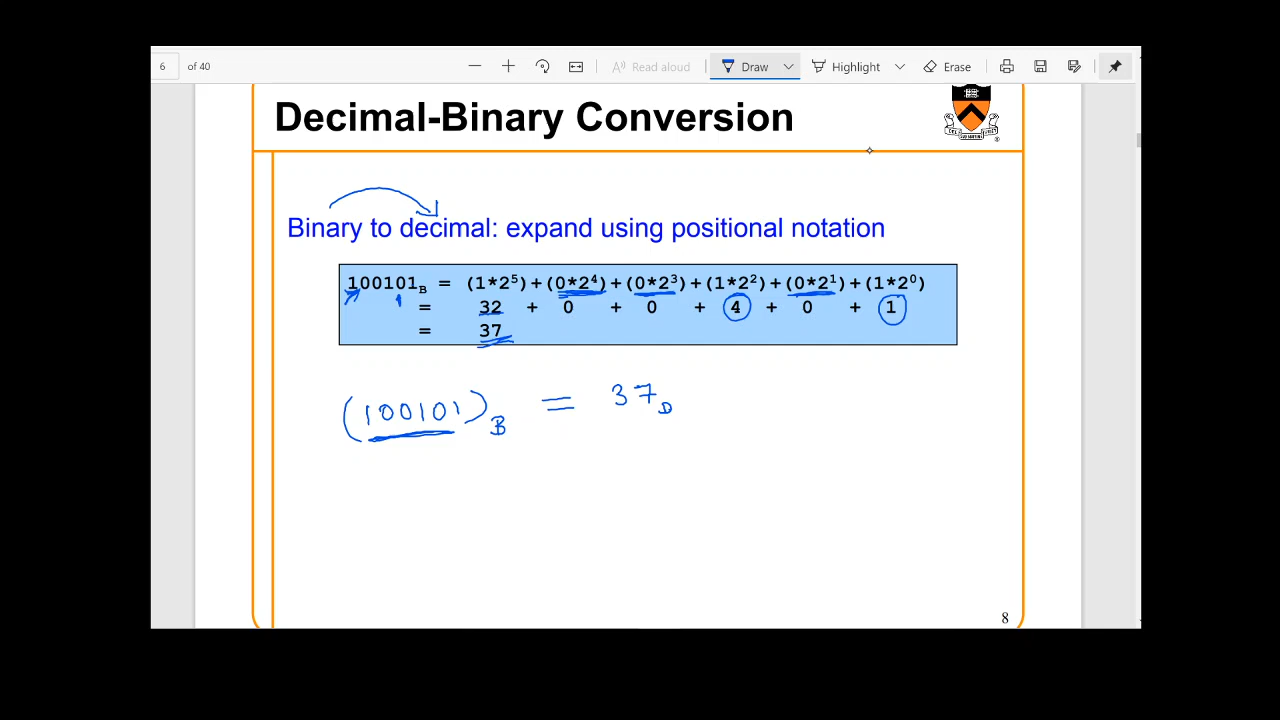 6 of 40 Read aloud Draw Highlight Erase
Decimal-Binary Conversion
Binary to decimal: expand using positional notation
100101B = (1*2⁵)+(0*2⁴)+(0*2³)+(1*2²)+(0*2¹)+(1*2⁰)
= 32 + 0 + 0 + 4 + 0 + 1
= 37
(100101)B = 37D
8